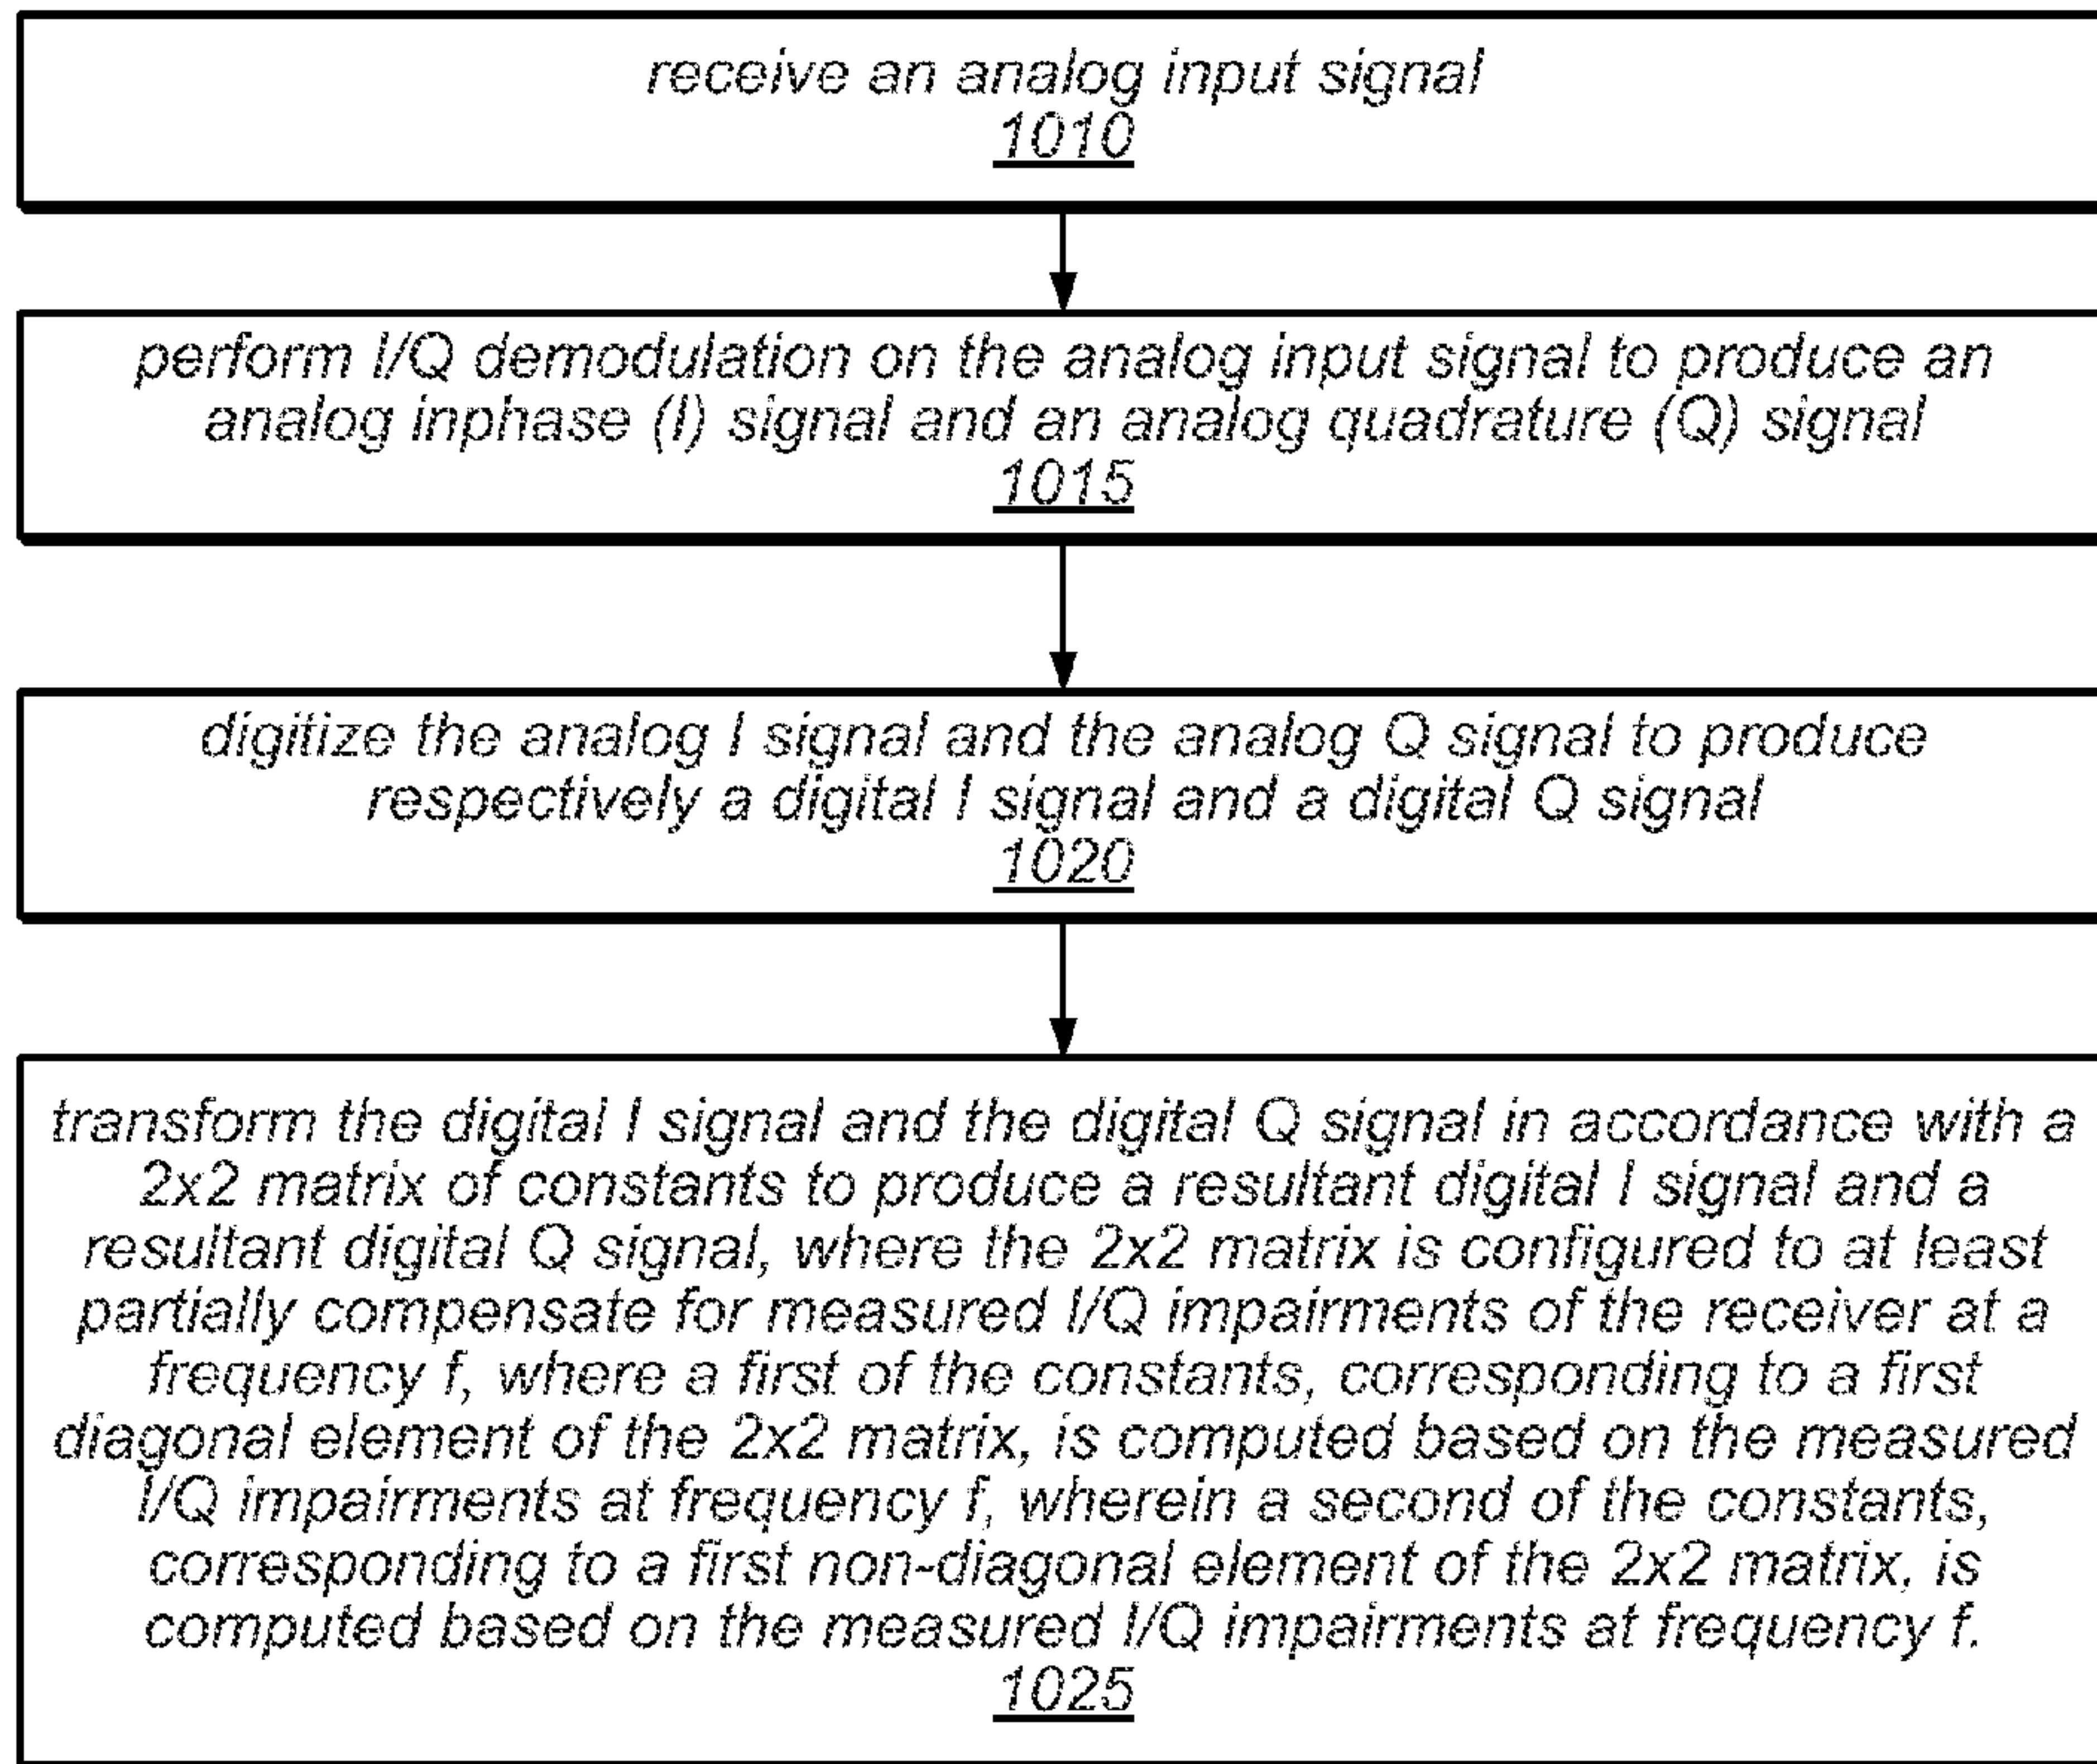 receive an analog input signal
1010
perform I/Q demodulation on the analog input signal to produce an
analog inphase (I) signal and an analog quadrature (Q) signal
1015
digitize the analog I signal and the analog Q signal to produce
respectively a digital I signal and a digital Q signal
1020
transform the digital I signal and the digital Q signal in accordance with a
2x2 matrix of constants to produce a resultant digital I signal and a
resultant digital Q signal, where the 2x2 matrix is configured to at least
partially compensate for measured I/Q impairments of the receiver at a
frequency f, where a first of the constants, corresponding to a first
diagonal element of the 2x2 matrix, is computed based on the measured
I/Q impairments at frequency f, wherein a second of the constants,
corresponding to a first non-diagonal element of the 2x2 matrix, is
computed based on the measured I/Q impairments at frequency f.
1025